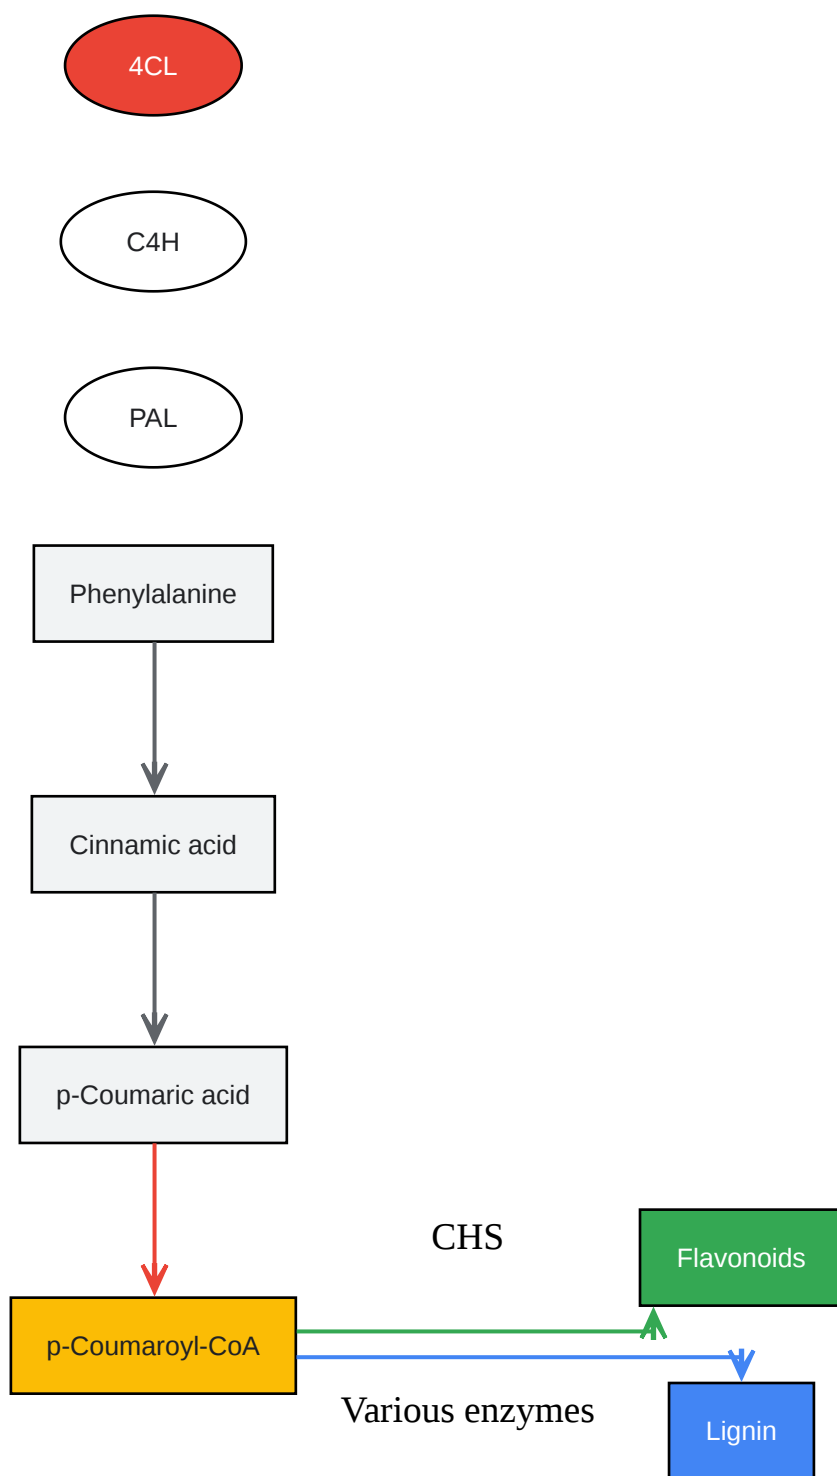 4CL
C4H
PAL
Phenylalanine
Cinnamic acid
p-Coumaric acid
CHS
Flavonoids
p-Coumaroyl-CoA
Various enzymes
Lignin